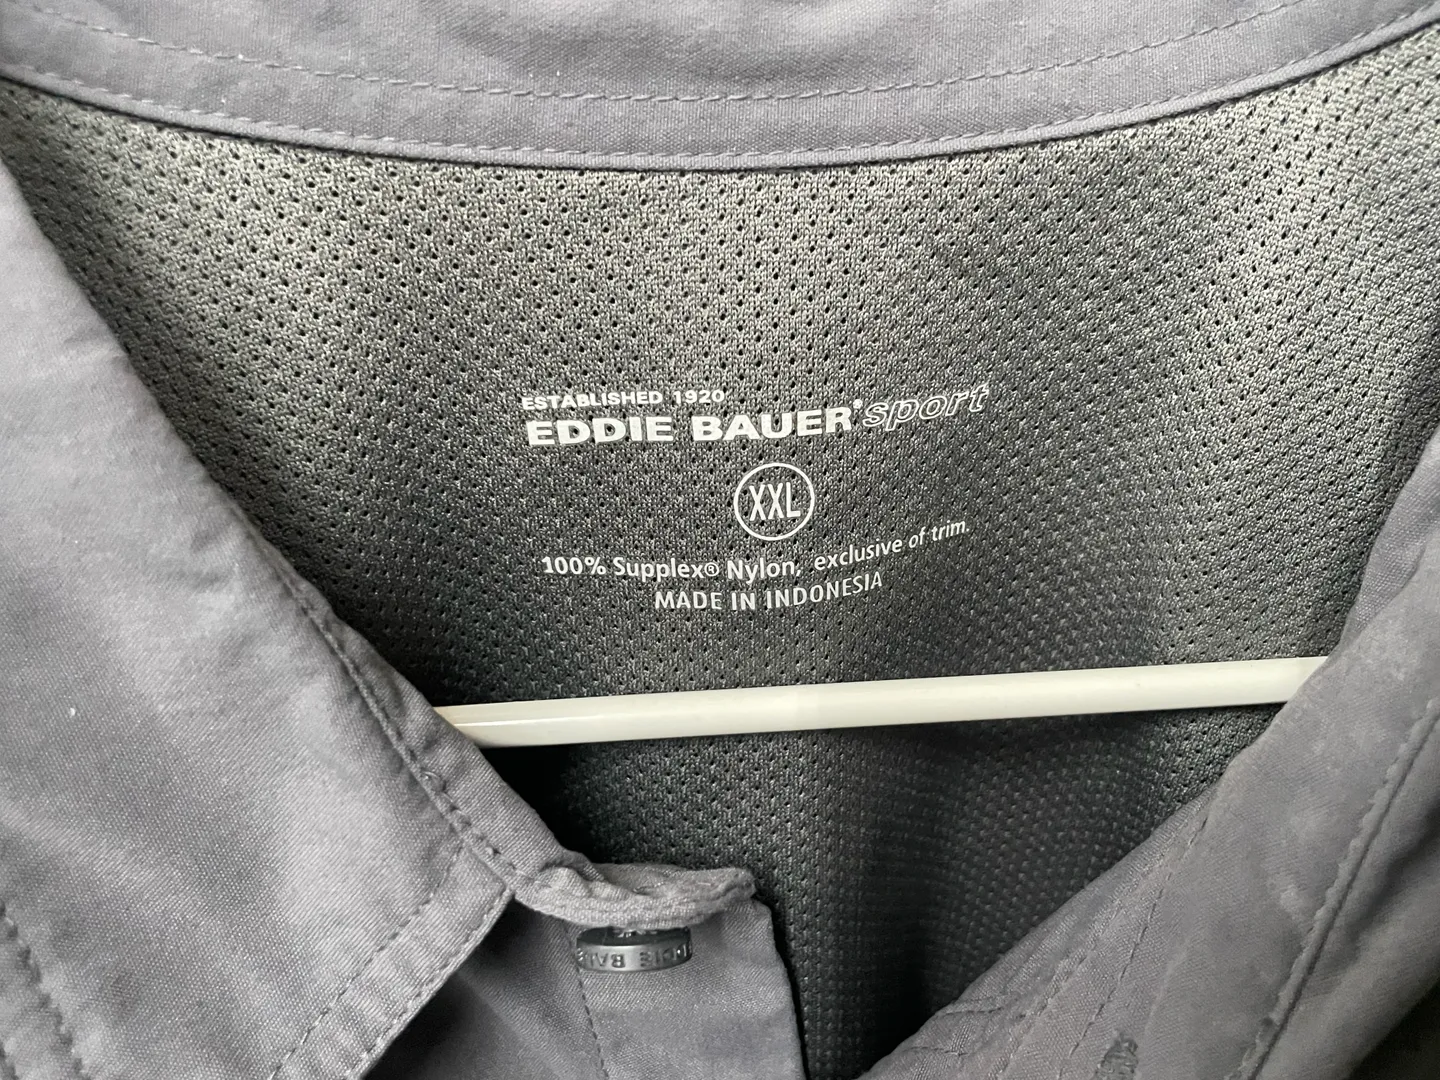 ESTABLISHED 1920
EDDIE BAUER® sport
XXL
100% Supplex® Nylon, exclusive of trim.
MADE IN INDONESIA